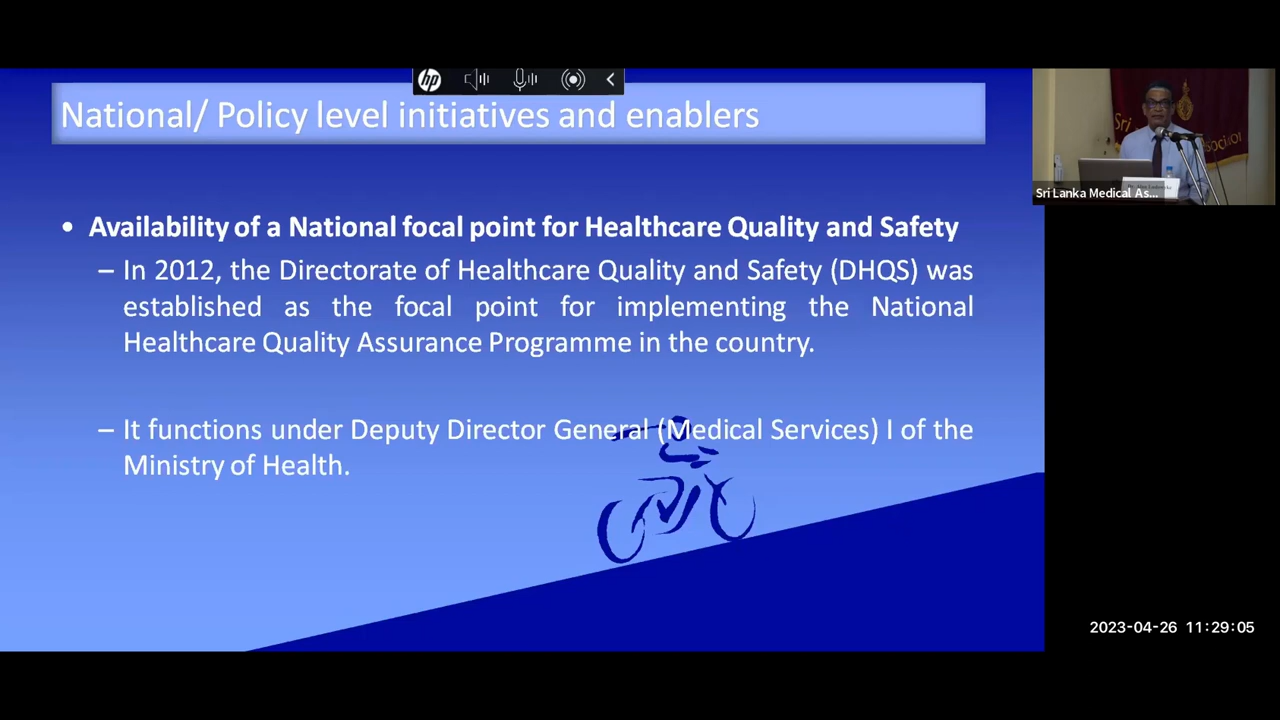 hp
National/ Policy level initiatives and enablers
• Availability of a National focal point for Healthcare Quality and Safety
– In 2012, the Directorate of Healthcare Quality and Safety (DHQS) was
established as the focal point for implementing the National
Healthcare Quality Assurance Programme in the country.
– It functions under Deputy Director General (Medical Services) I of the
Ministry of Health.
Sri
Sri Lanka Medical As...
2023-04-26 11:29:05